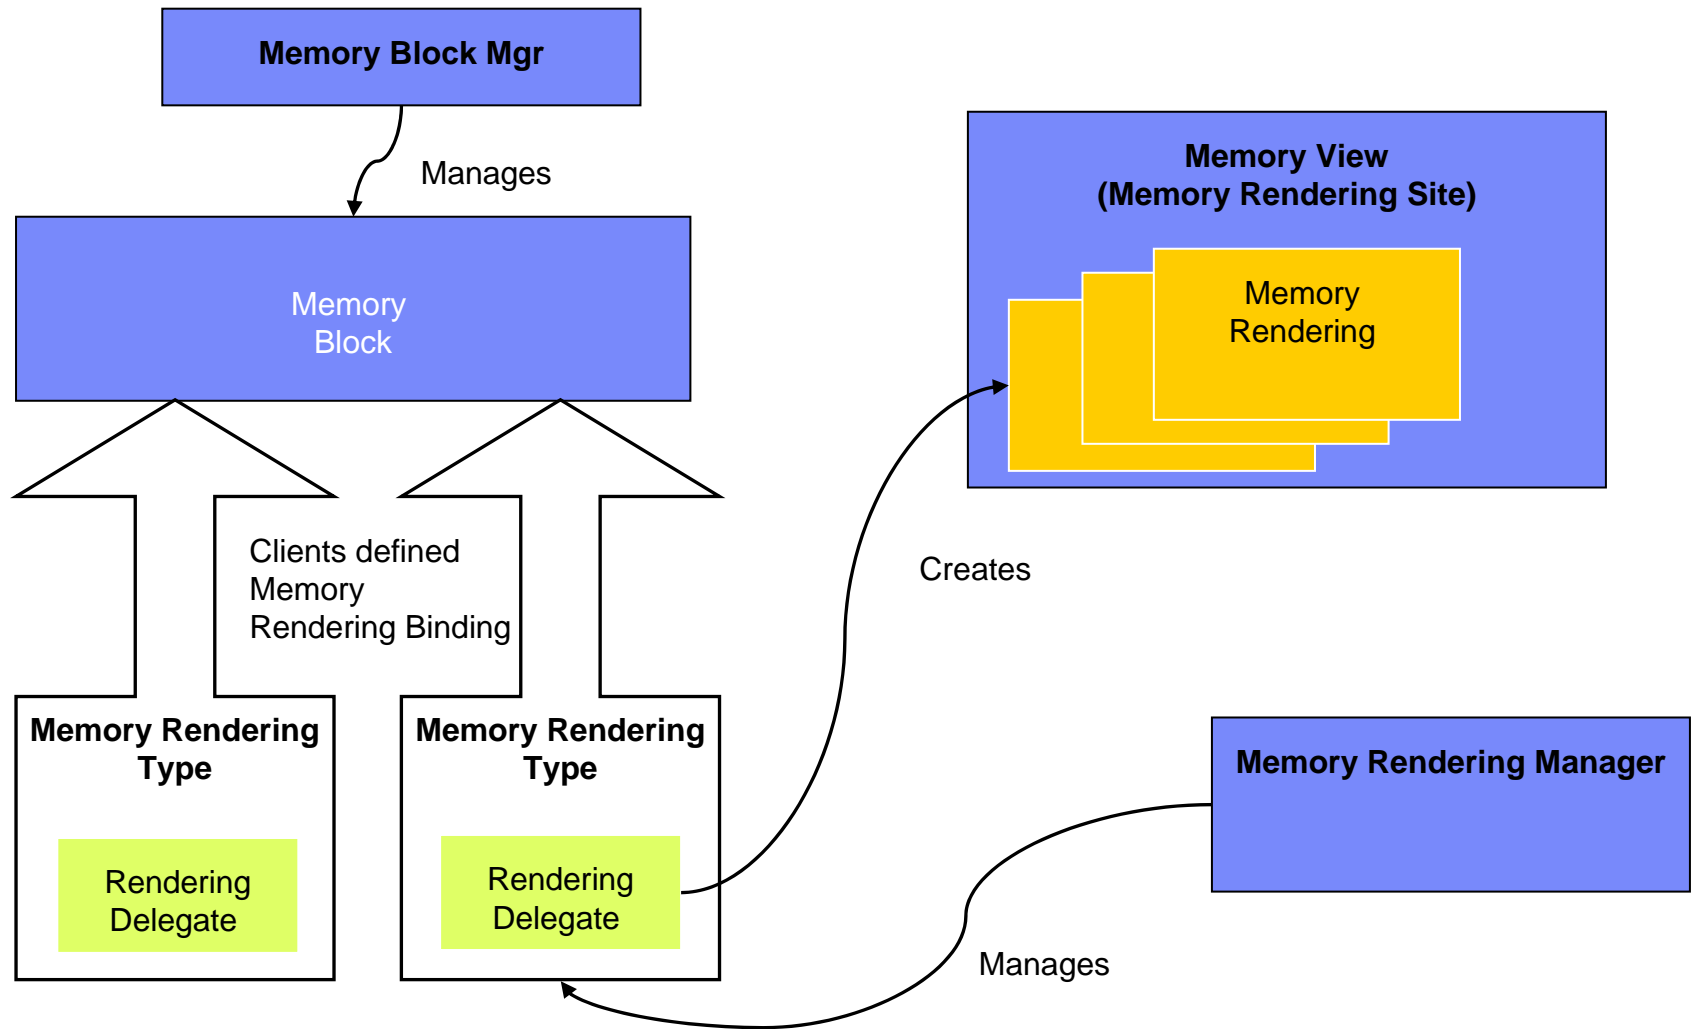 Memory Block Mgr
Manages
Memory View
(Memory Rendering Site)
Memory
Block
Memory
Rendering
Clients defined
Memory
Rendering Binding
Creates
Memory Rendering
Type
Memory Rendering
Type
Memory Rendering Manager
Rendering
Delegate
Rendering
Delegate
Manages